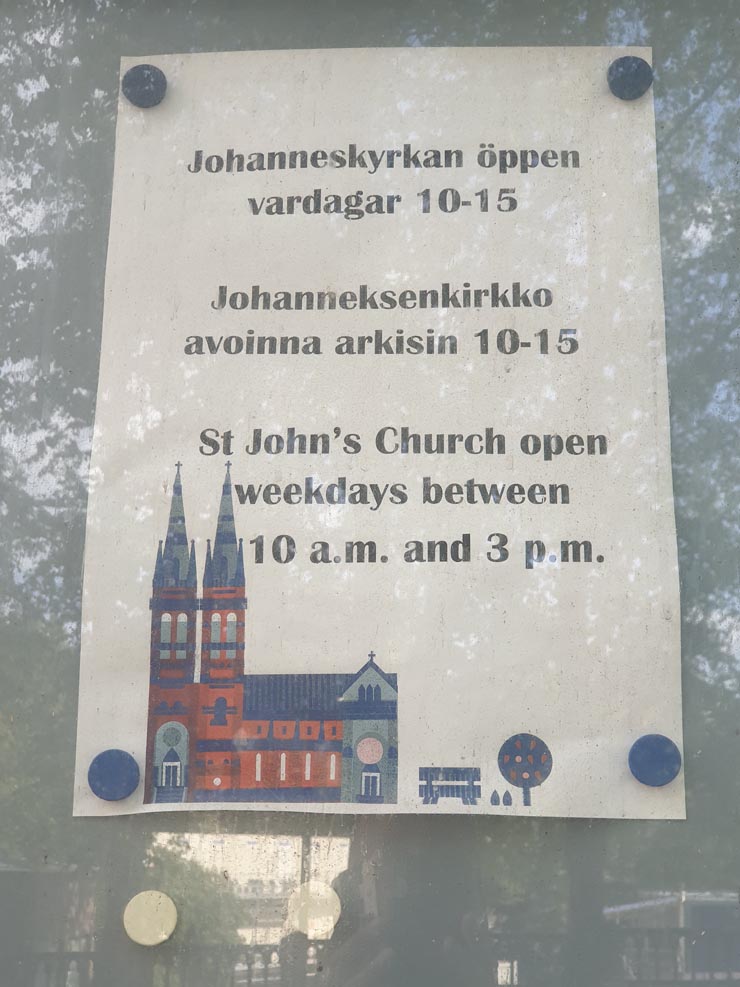 Johanneskyrkan öppen
vardagar 10-15
Johanneksenkirkko
avoinna arkisin 10-15
St John's Church open
weekdays between
10 a.m. and 3 p.m.